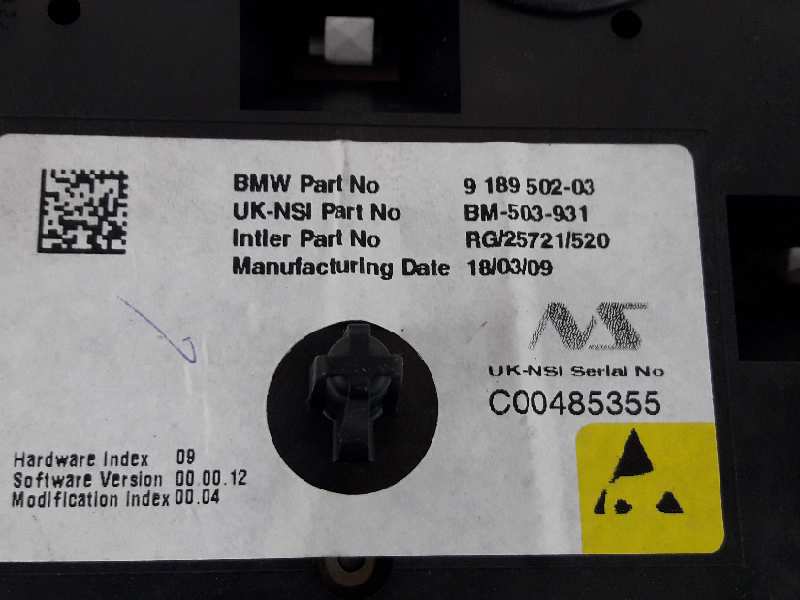 BMW Part No 9 189 502-03
UK-NSI Part No BM-503-931
Intier Part No RG/25721/520
Manufacturing Date 18/03/09
NS
UK-NSI Serial No
C00485355
Hardware Index 09
Software Version 00.00.12
Modification Index 00.04